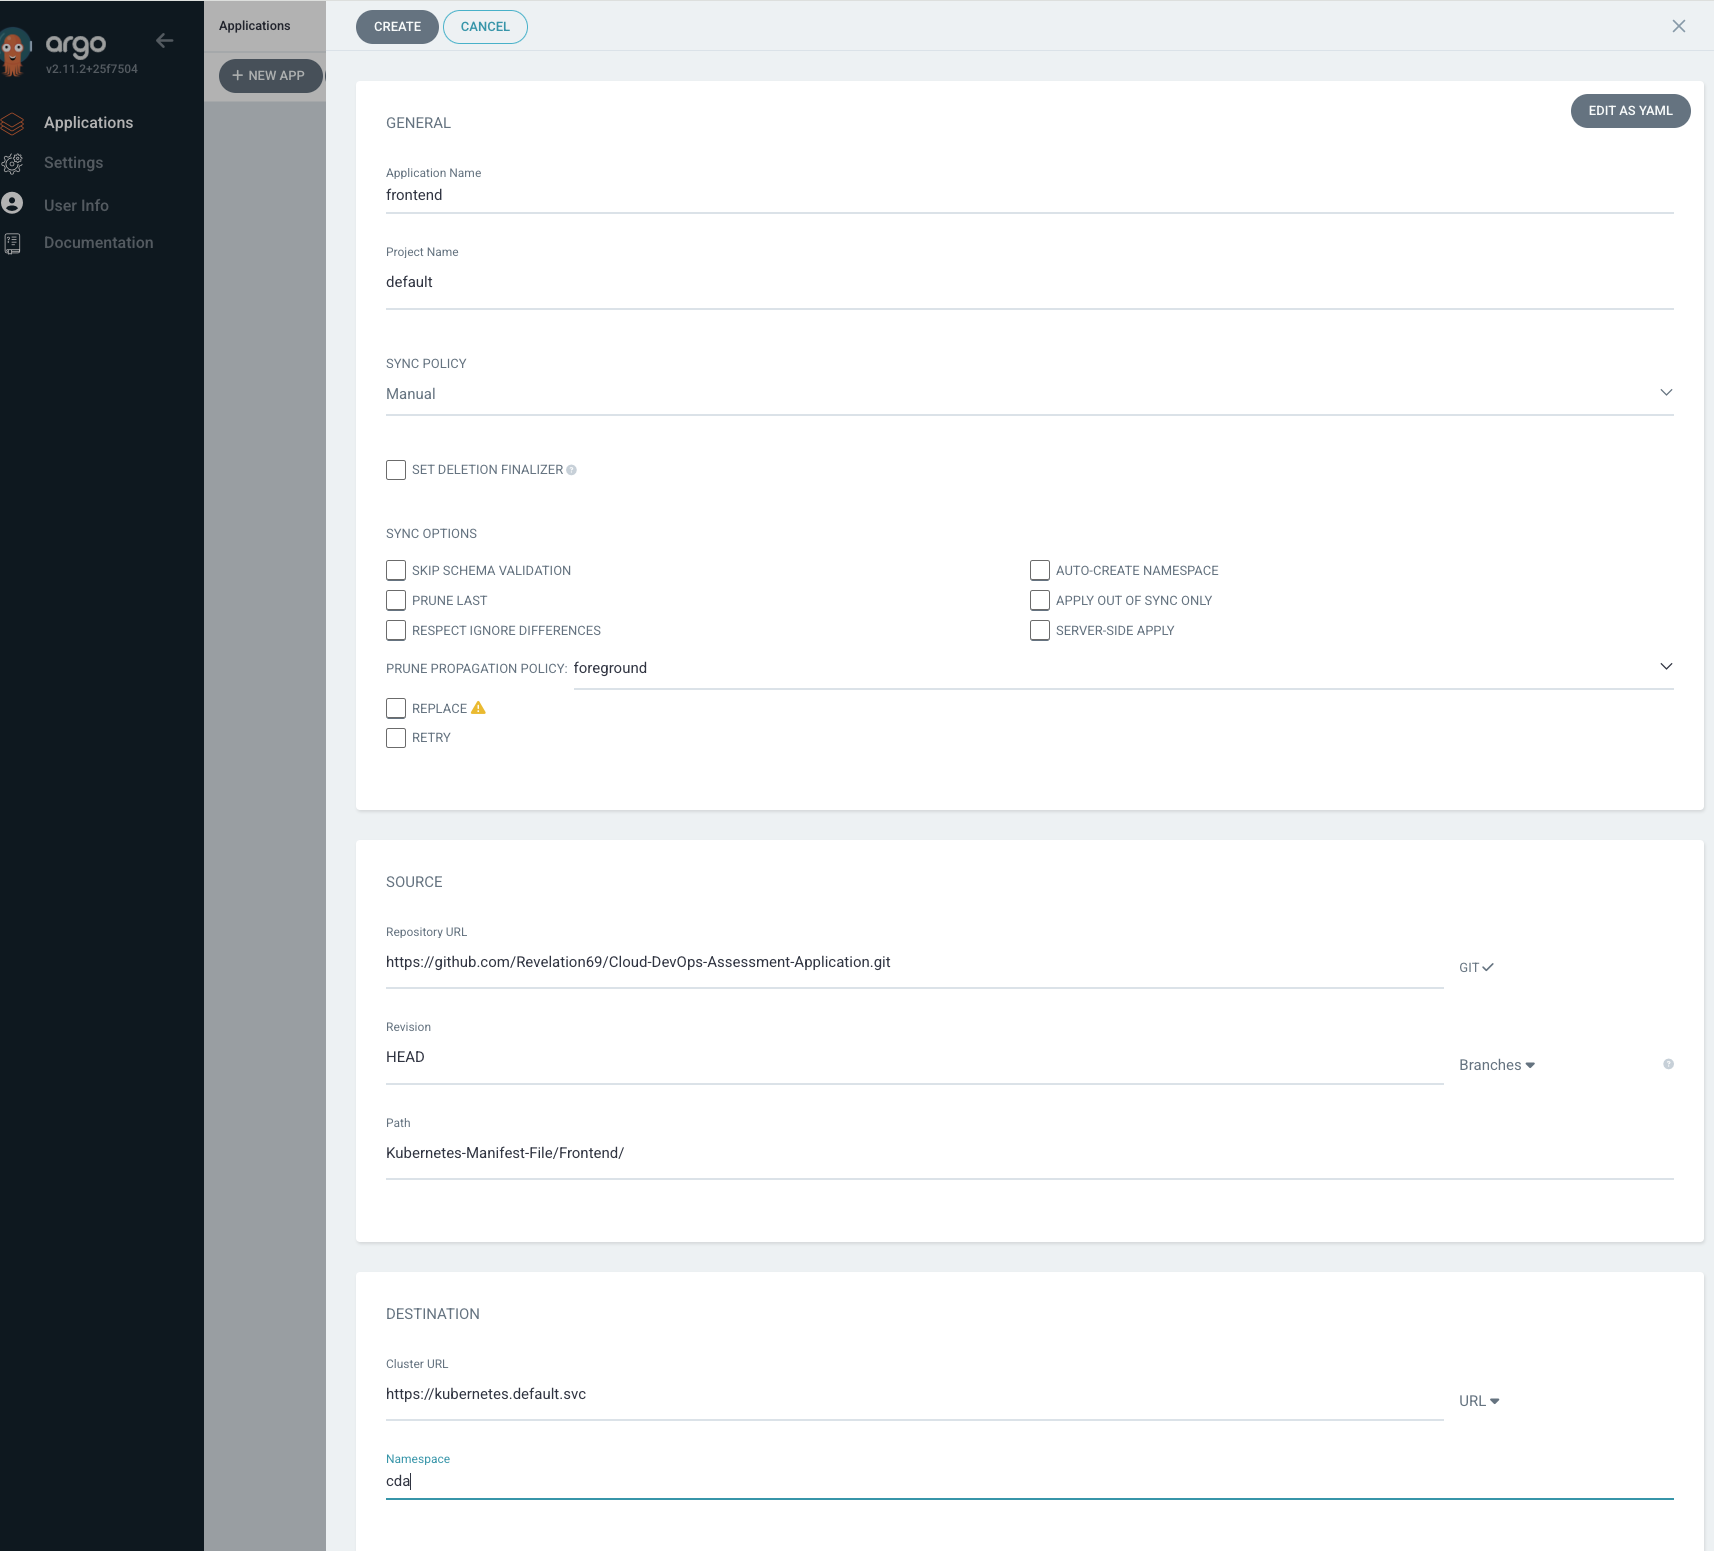 argo
v2.11.2+25f7504
Applications
Settings
User Info
Documentation
Applications
+ NEW APP
CREATE
CANCEL
EDIT AS YAML
GENERAL
Application Name
frontend
Project Name
default
SYNC POLICY
Manual
SET DELETION FINALIZER
SYNC OPTIONS
SKIP SCHEMA VALIDATION
AUTO-CREATE NAMESPACE
PRUNE LAST
APPLY OUT OF SYNC ONLY
RESPECT IGNORE DIFFERENCES
SERVER-SIDE APPLY
PRUNE PROPAGATION POLICY: foreground
REPLACE
RETRY
SOURCE
Repository URL
https://github.com/Revelation69/Cloud-DevOps-Assessment-Application.git
GIT
Revision
HEAD
Branches
Path
Kubernetes-Manifest-File/Frontend/
DESTINATION
Cluster URL
https://kubernetes.default.svc
URL
Namespace
cda